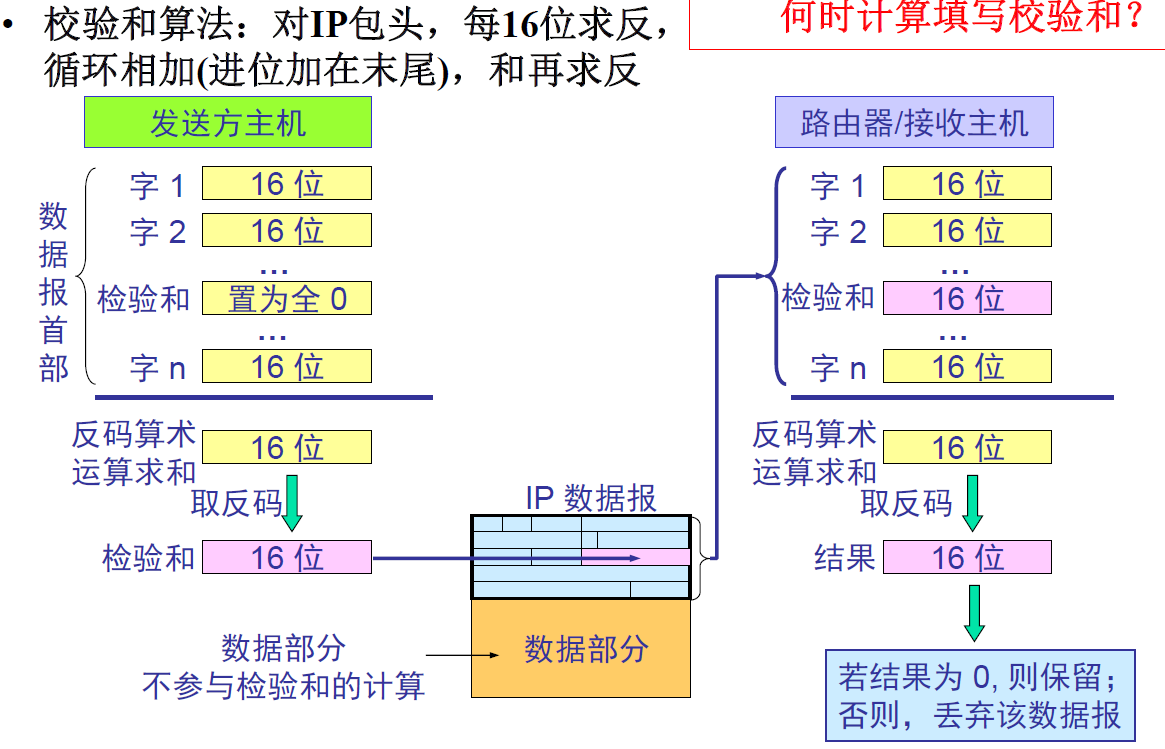 • 校验和算法：对IP包头，每16位求反，
循环相加(进位加在末尾)，和再求反
何时计算填写校验和？
发送方主机
数据报首部
字 1 16 位
字 2 16 位
...
检验和 置为全 0
...
字 n 16 位
反码算术
运算求和
16 位
取反码
检验和 16 位
数据部分
不参与检验和的计算
IP 数据报
数据部分
路由器/接收主机
字 1 16 位
字 2 16 位
...
检验和 16 位
...
字 n 16 位
反码算术
运算求和
16 位
取反码
结果 16 位
若结果为 0, 则保留；
否则，丢弃该数据报